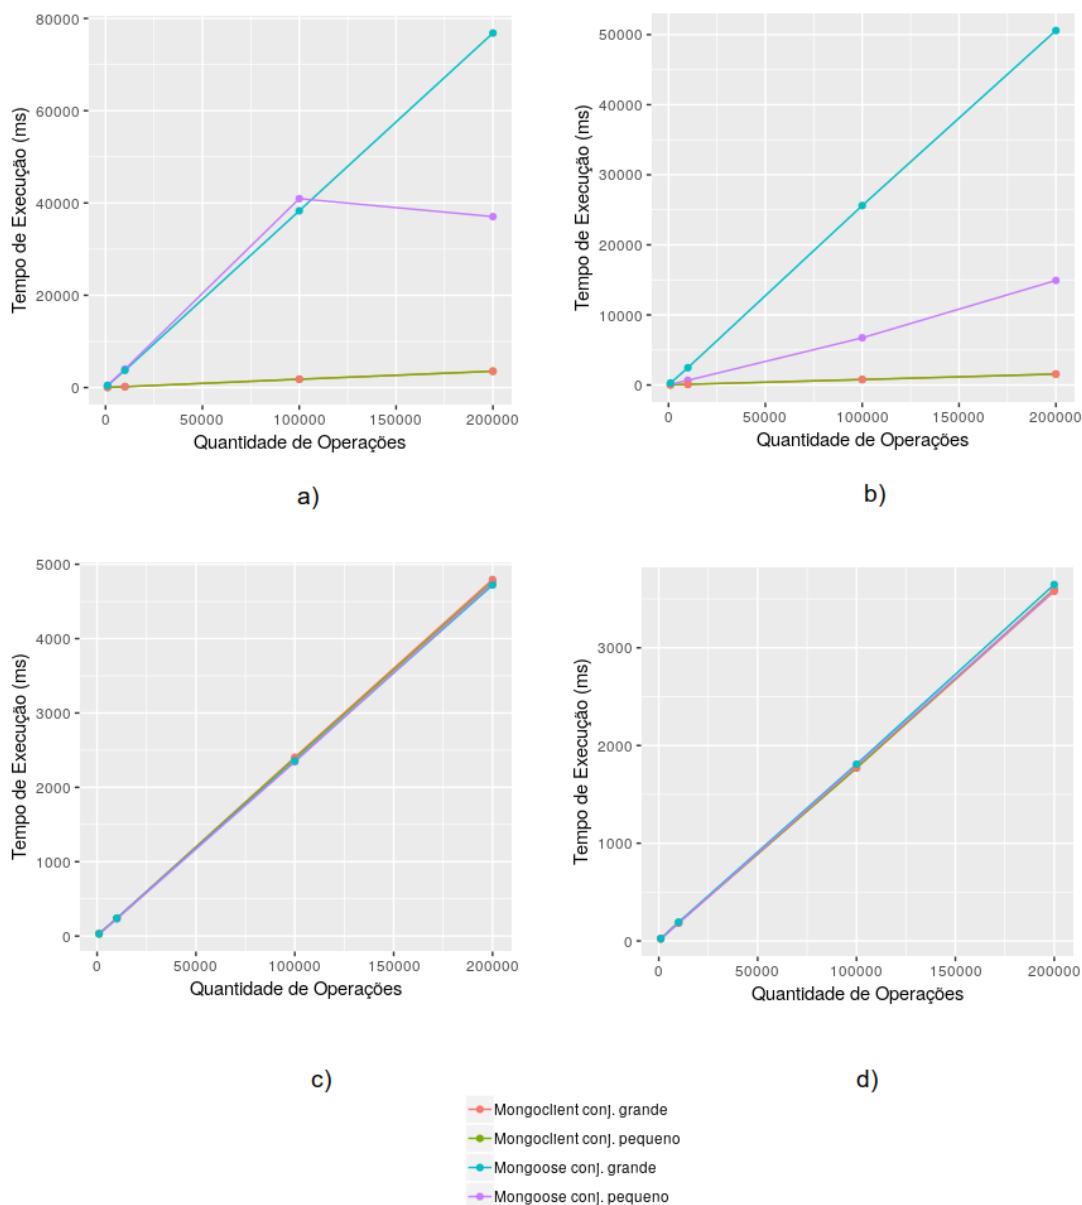 80000
60000
40000
20000
0
Tempo de Execução (ms)
0 50000 100000 150000 200000
Quantidade de Operações
a)
50000
40000
30000
20000
10000
0
Tempo de Execução (ms)
0 50000 100000 150000 200000
Quantidade de Operações
b)
5000
4000
3000
2000
1000
0
Tempo de Execução (ms)
0 50000 100000 150000 200000
Quantidade de Operações
c)
3000
2000
1000
0
Tempo de Execução (ms)
0 50000 100000 150000 200000
Quantidade de Operações
d)
Mongoclient conj. grande
Mongoclient conj. pequeno
Mongoose conj. grande
Mongoose conj. pequeno